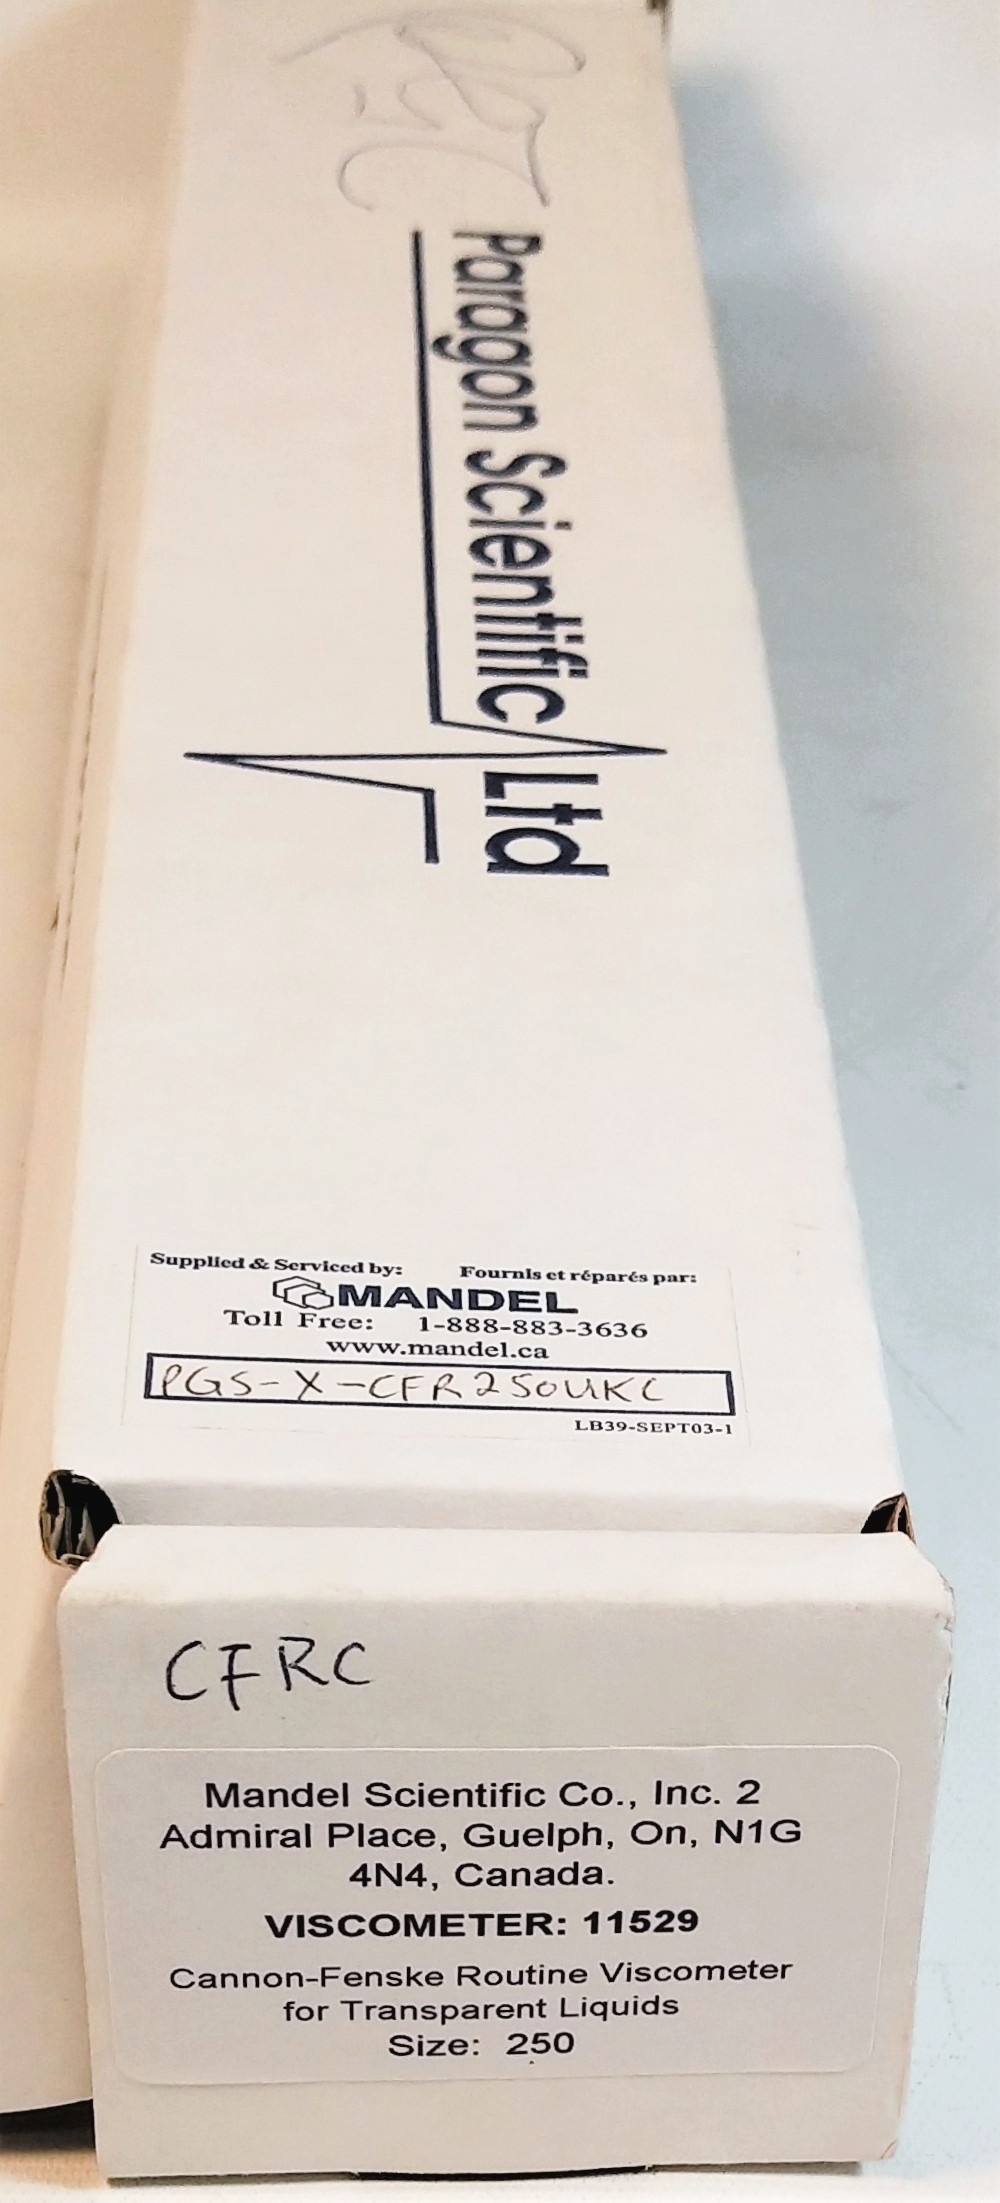 Paragon Scientific Ltd
Supplied & Serviced by: Fournis et réparés par:
MANDEL
Toll Free: 1-888-883-3636
www.mandel.ca
PGS-X-CFR250UKC
LB39-SEPT03-1
CFRC
Mandel Scientific Co., Inc. 2
Admiral Place, Guelph, On, N1G
4N4, Canada.
VISCOMETER: 11529
Cannon-Fenske Routine Viscometer
for Transparent Liquids
Size: 250